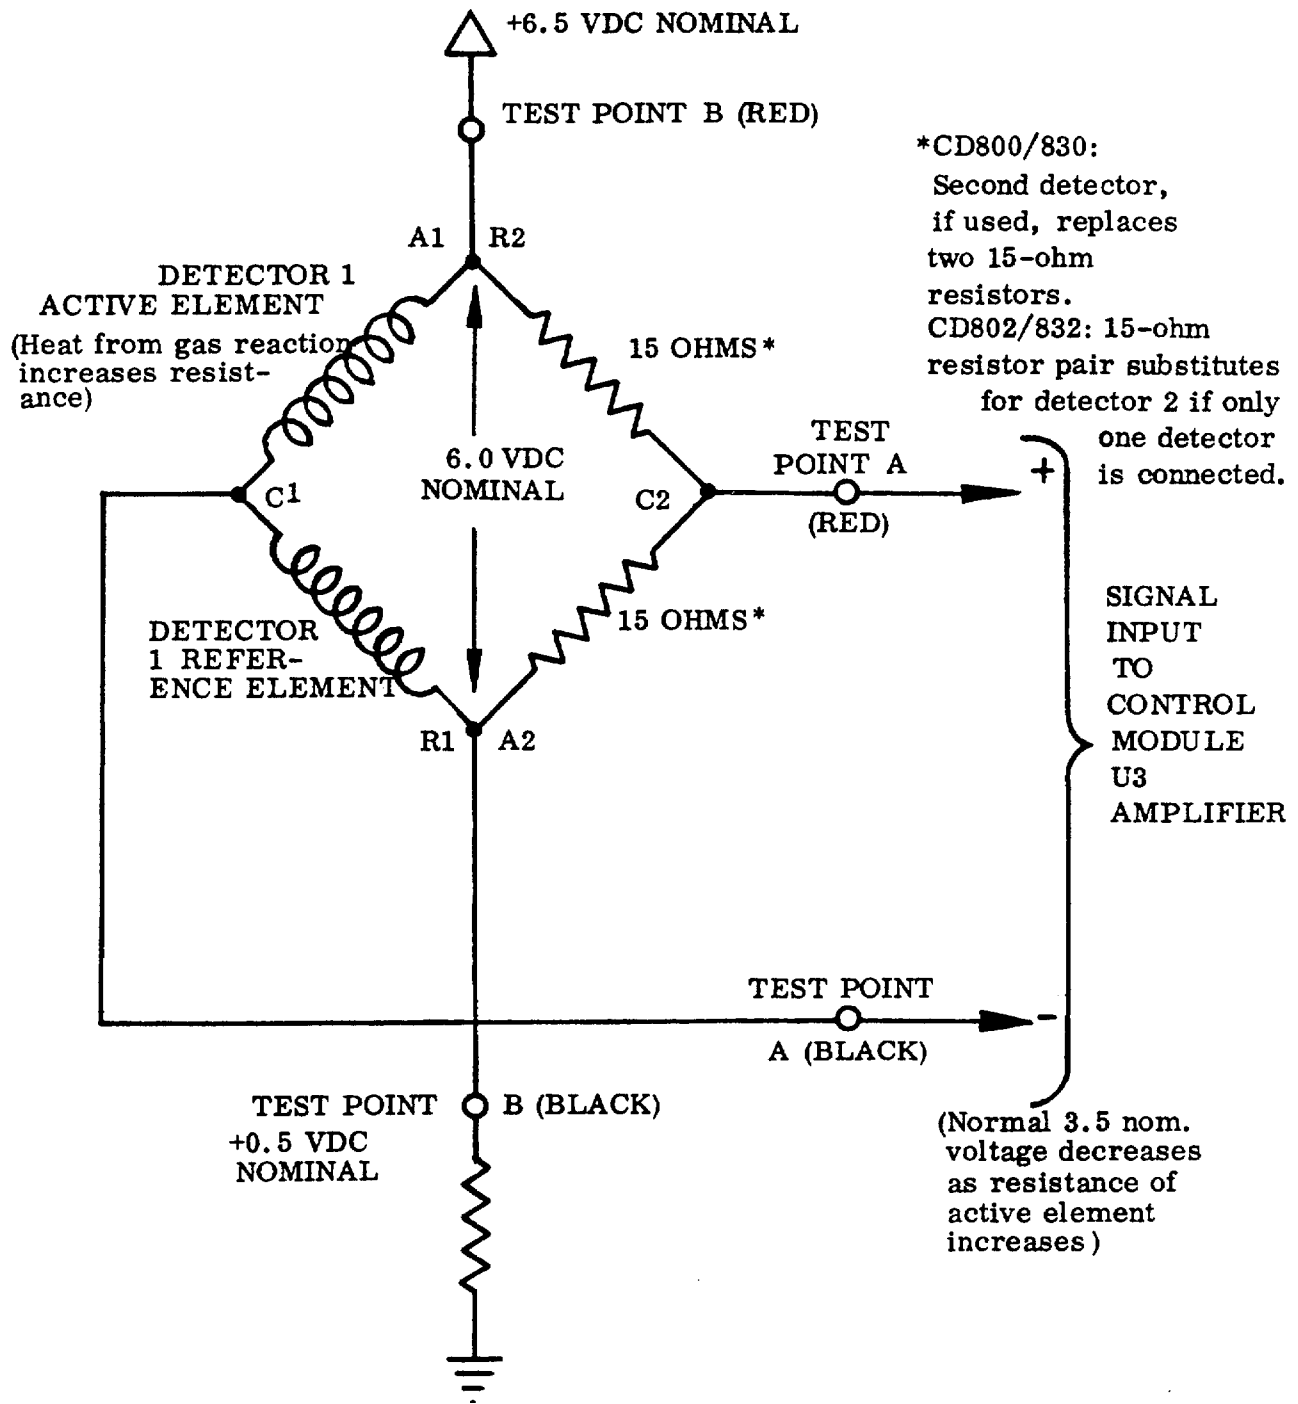 +6.5 VDC NOMINAL
TEST POINT B (RED)
*CD800/830:
Second detector,
if used, replaces
two 15-ohm
resistors.
CD802/832: 15-ohm
resistor pair substitutes
for detector 2 if only
one detector
is connected.
A1 R2
DETECTOR 1
ACTIVE ELEMENT
(Heat from gas reaction
increases resist-
ance)
15 OHMS*
6.0 VDC
NOMINAL
TEST
POINT A
(RED)
+
C1
C2
15 OHMS*
DETECTOR
1 REFER-
ENCE ELEMENT
R1 A2
SIGNAL
INPUT
TO
CONTROL
MODULE
U3
AMPLIFIER
TEST POINT
A (BLACK)
-
TEST POINT B (BLACK)
+0.5 VDC
NOMINAL
(Normal 3.5 nom.
voltage decreases
as resistance of
active element
increases)